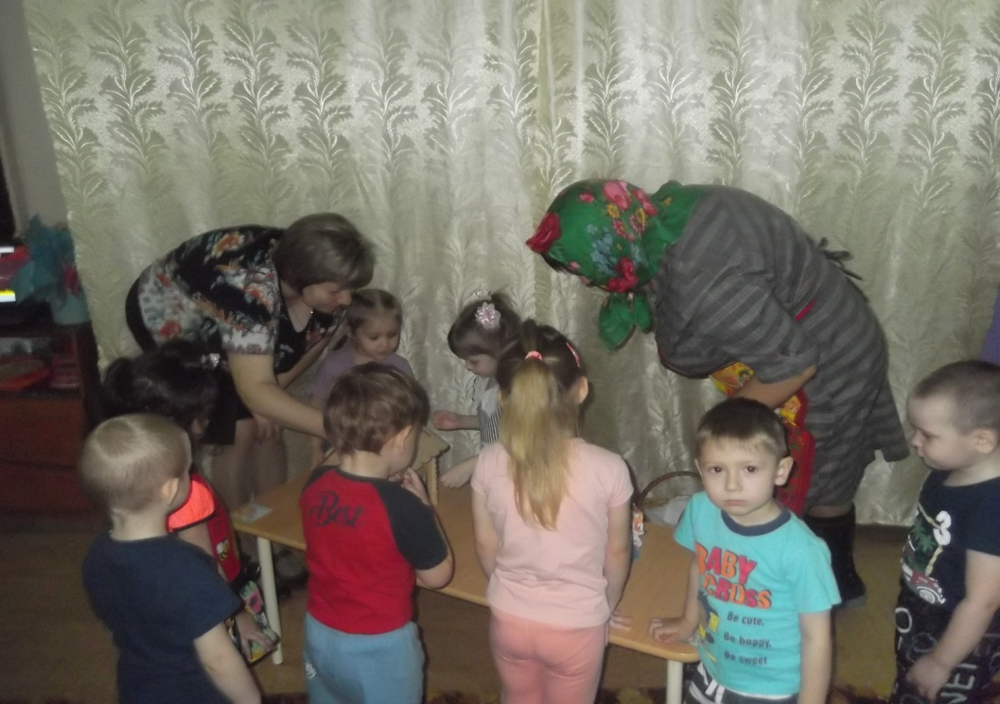 Best
BABY
CROSS
Be cute,
Be happy,
Be sweet
3